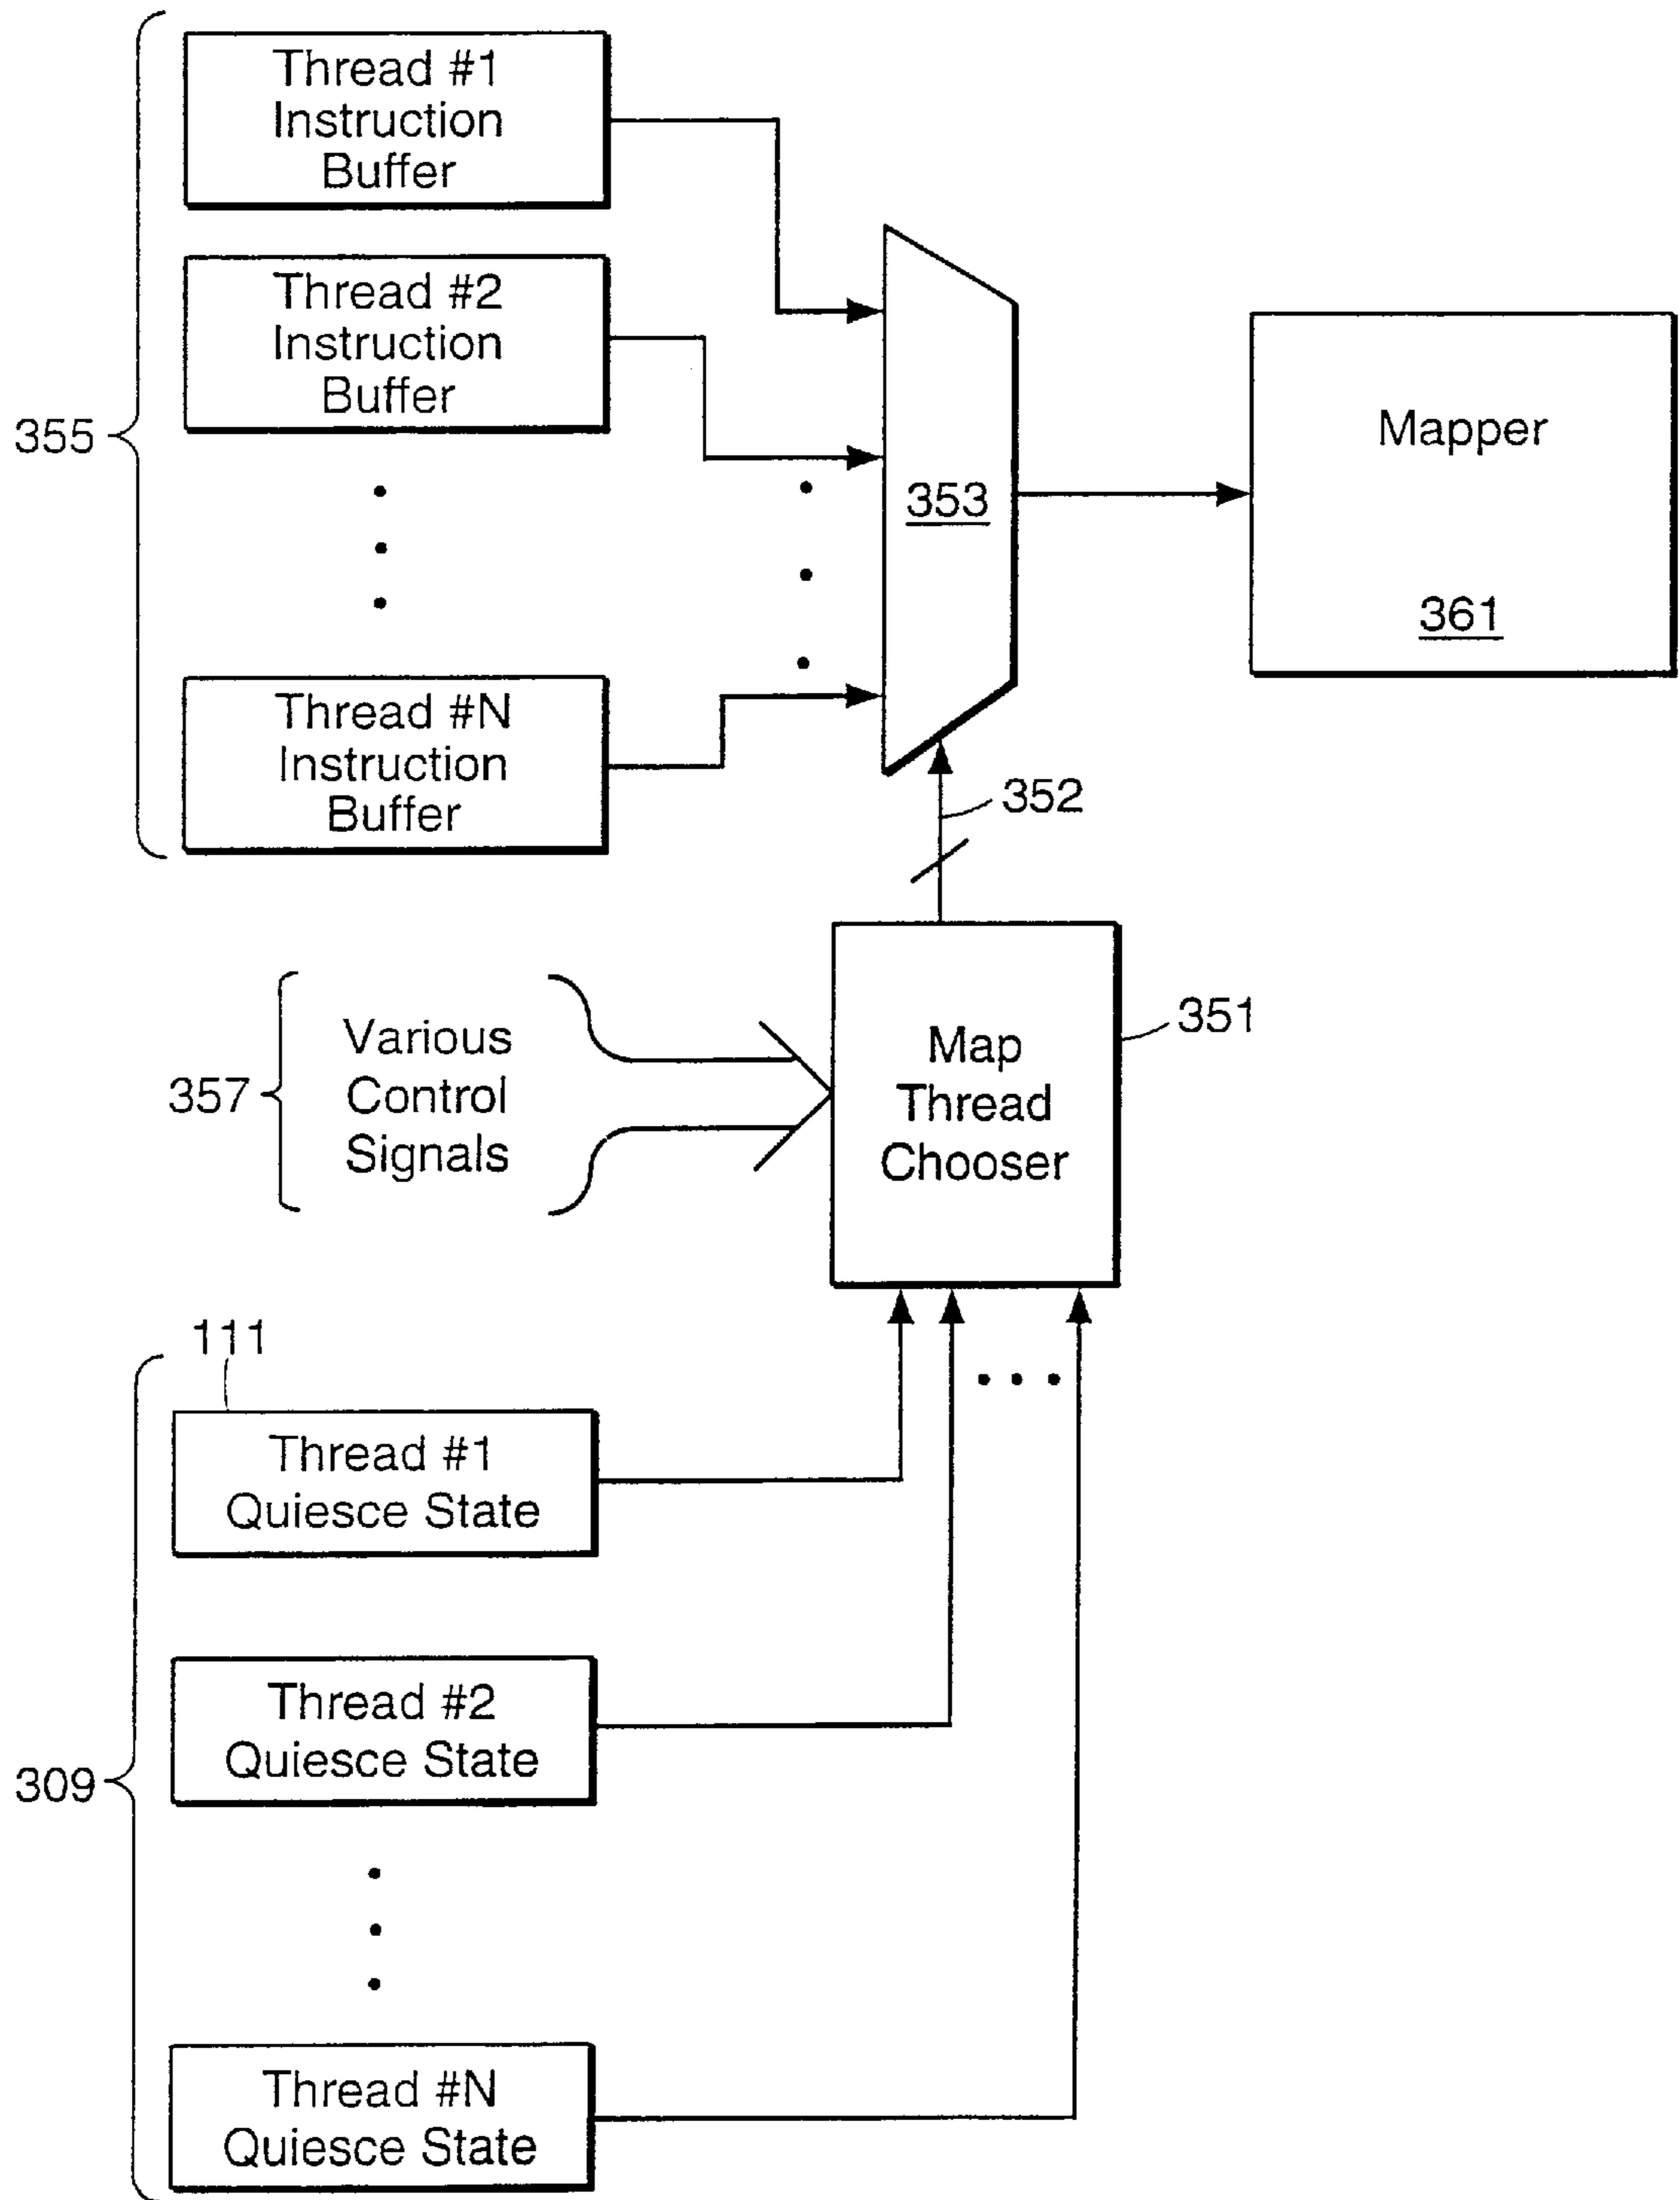 Thread #1
Instruction
Buffer
Thread #2
Instruction
Buffer
355
353
Mapper
361
Thread #N
Instruction
Buffer
352
351
Map
Thread
Chooser
357
Various
Control
Signals
111
Thread #1
Quiesce State
Thread #2
Quiesce State
309
Thread #N
Quiesce State